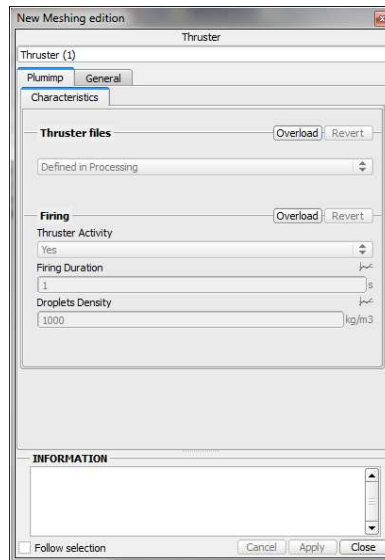 New Meshing edition
Thruster
Thruster (1)
Plumimp General
Characteristics
Thruster files Overload Revert
Defined in Processing
Firing Overload Revert
Thruster Activity
Yes
Firing Duration
1 s
Droplets Density
1000 kg/m3
INFORMATION
Follow selection Cancel Apply Close